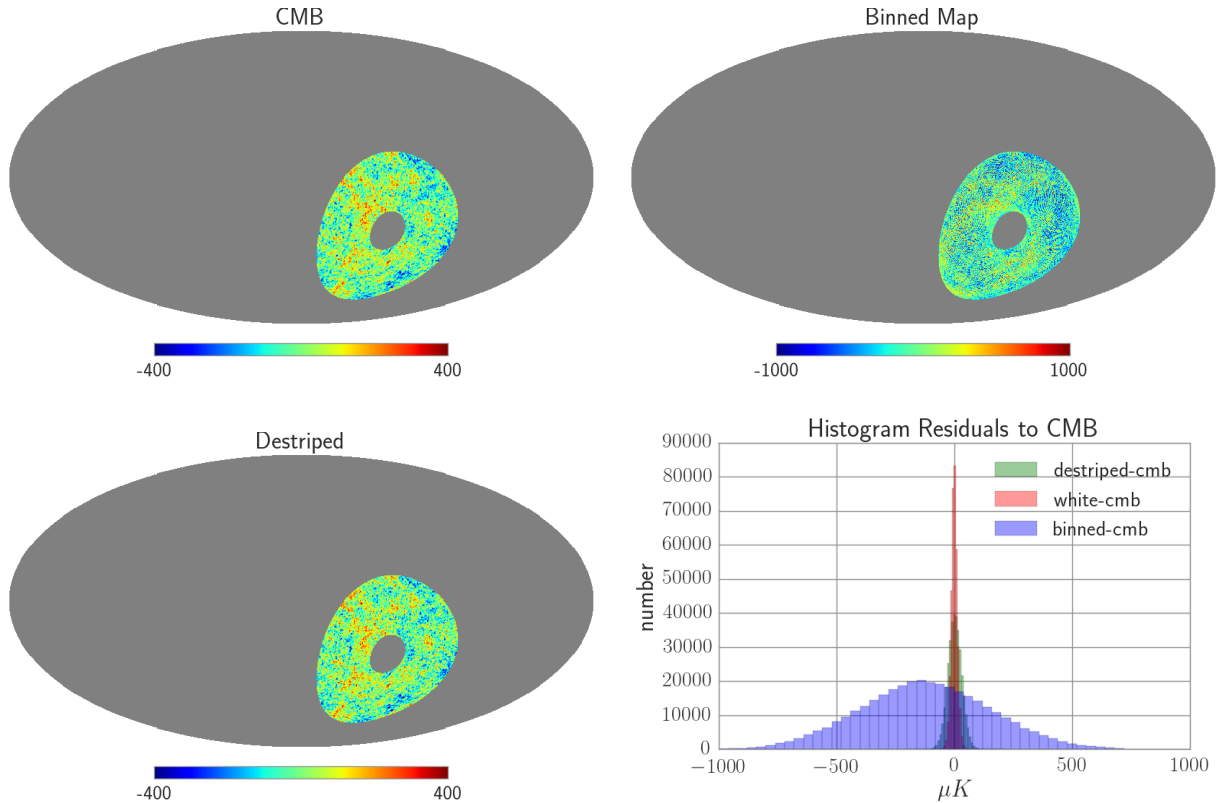 CMB
-400 400
Binned Map
-1000 1000
Destriped
-400 400
Histogram Residuals to CMB
90000
80000
70000
60000
50000
40000
30000
20000
10000
0
number
destriped-cmb
white-cmb
binned-cmb
−1000 −500 0 500 1000
μK